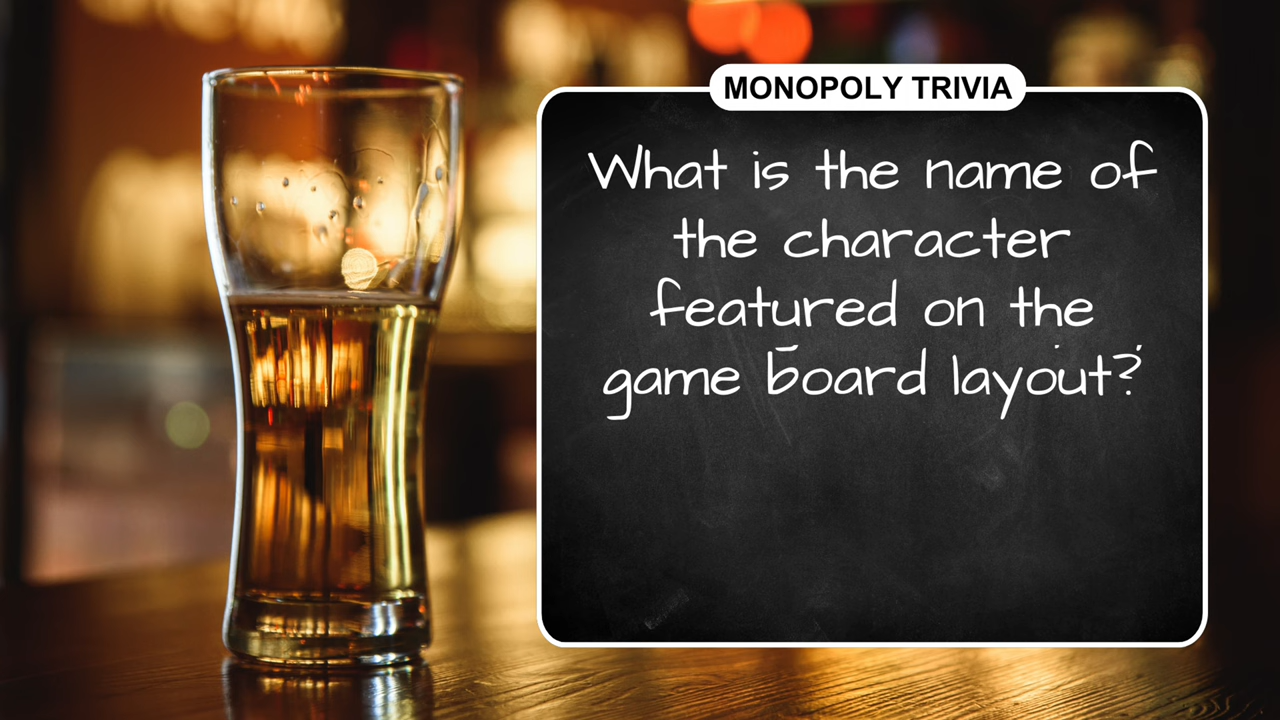 MONOPOLY TRIVIA
What is the name of
the character
featured on the
game board layout?